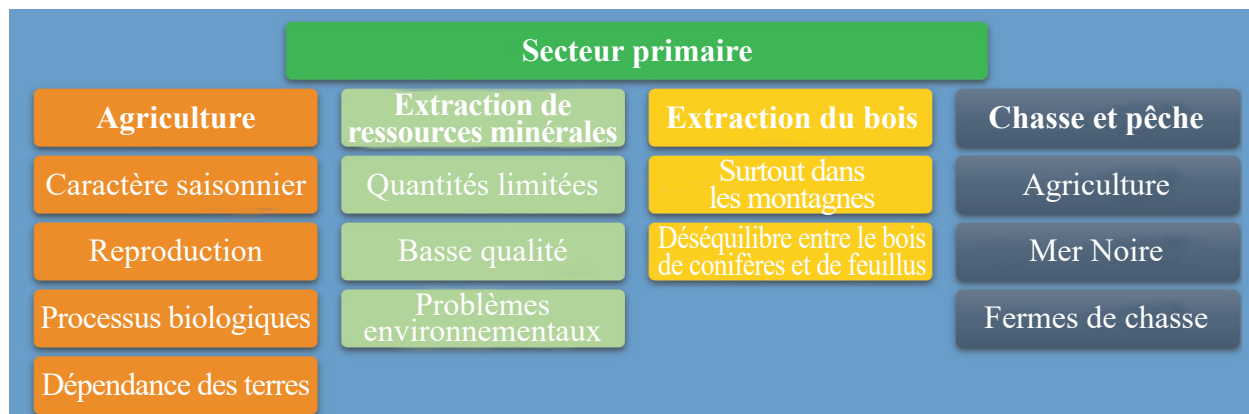 Secteur primaire
Agriculture
Caractère saisonnier
Reproduction
Processus biologiques
Dépendance des terres
Extraction de
ressources minérales
Quantités limitées
Basse qualité
Problèmes
environnementaux
Extraction du bois
Surtout dans
les montagnes
Déséquilibre entre le bois
de conifères et de feuillus
Chasse et pêche
Agriculture
Mer Noire
Fermes de chasse